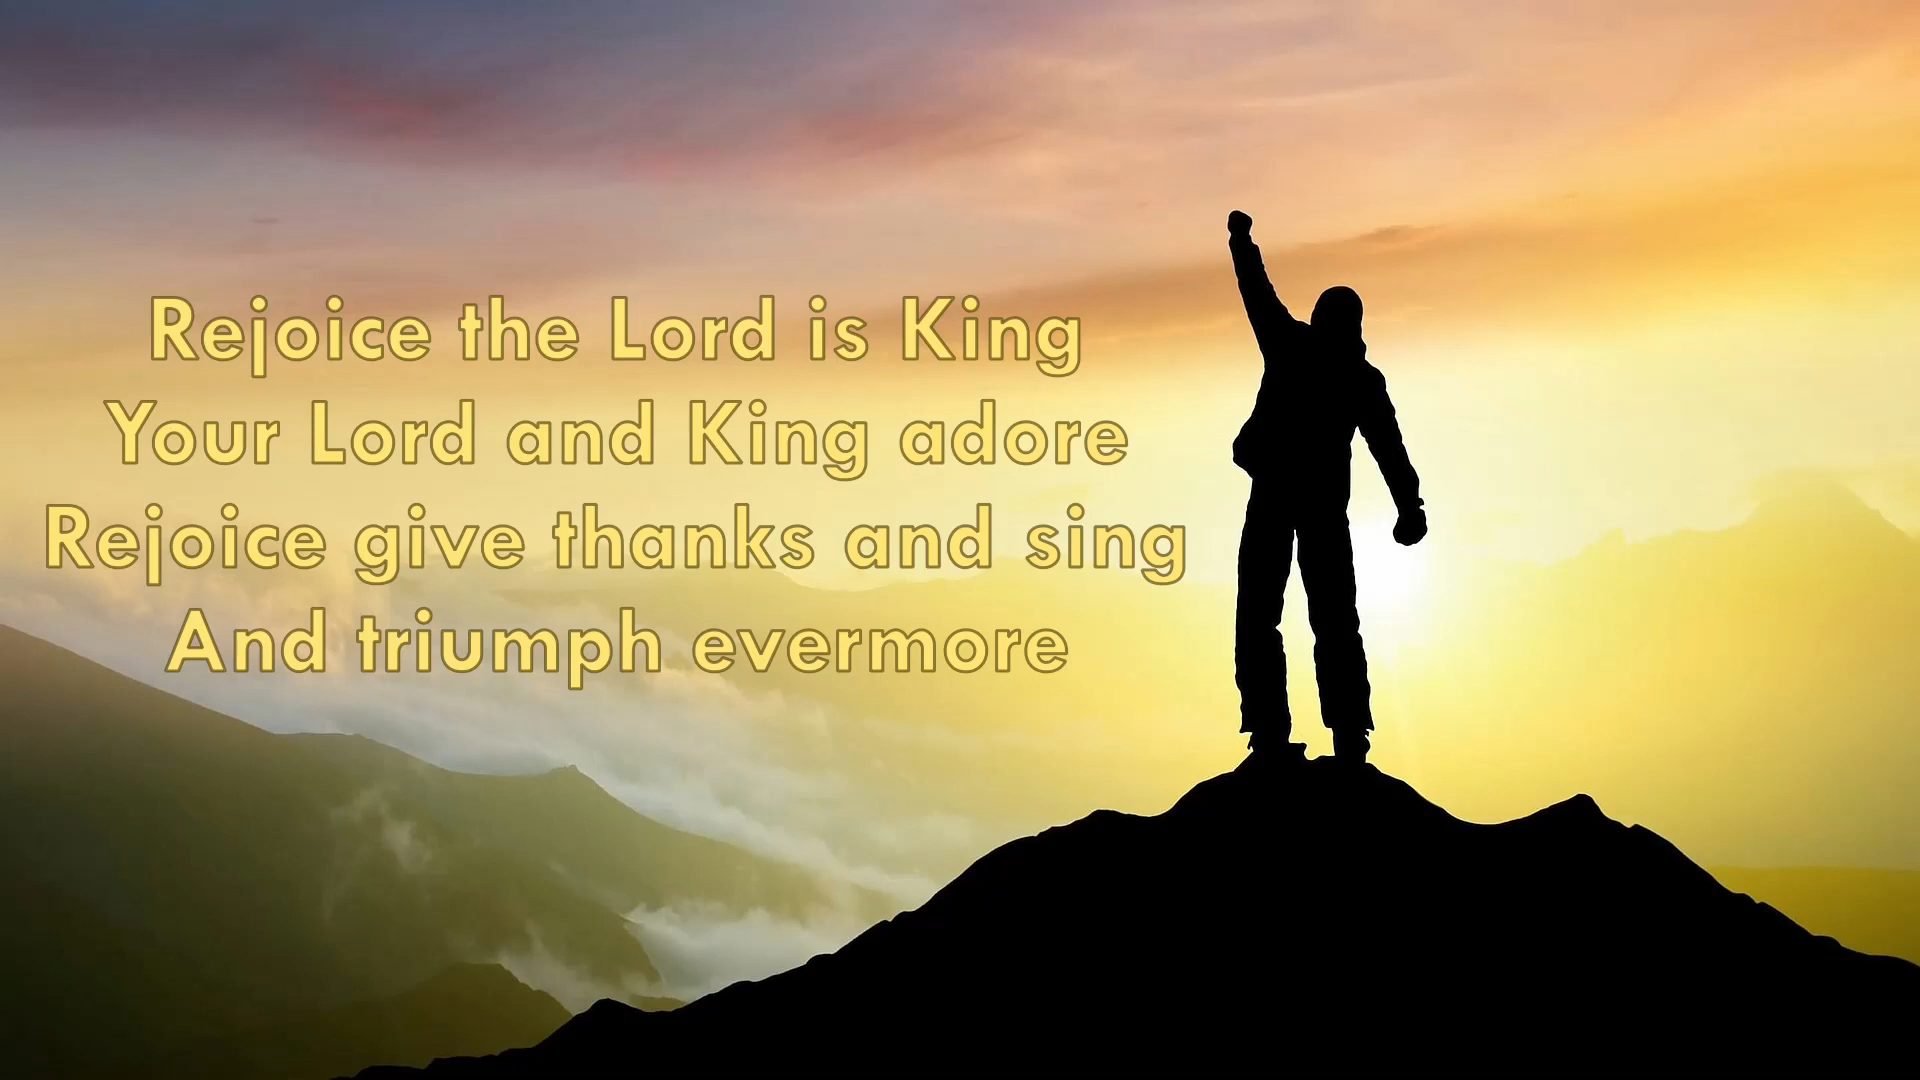 Rejoice the Lord is King
Your Lord and King adore
Rejoice give thanks and sing
And triumph evermore